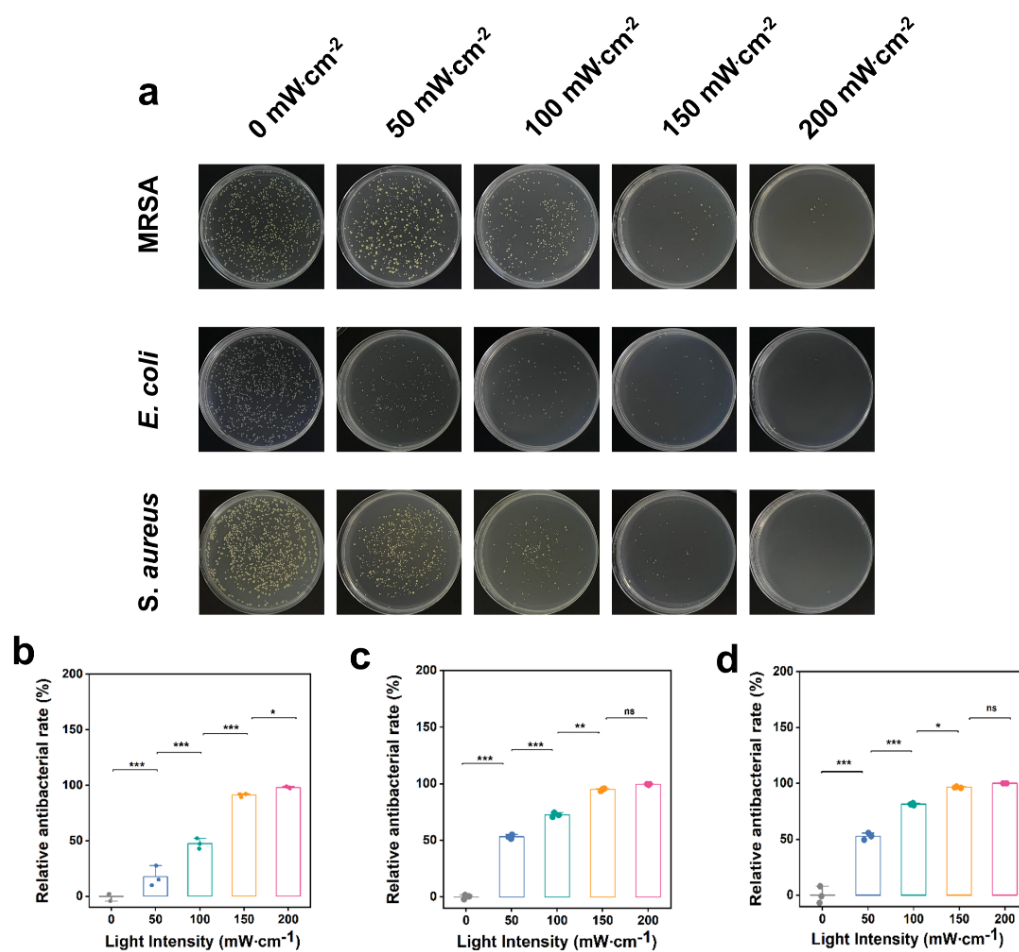 a
0 mW·cm-2
50 mW·cm-2
100 mW·cm-2
150 mW·cm-2
200 mW·cm-2
MRSA
E. coli
S. aureus
b
Relative antibacterial rate (%)
200
150
100
50
0
***
***
***
*
0 50 100 150 200
Light Intensity (mW·cm-1)
c
Relative antibacterial rate (%)
200
150
100
50
0
***
***
**
ns
0 50 100 150 200
Light Intensity (mW·cm-1)
d
Relative antibacterial rate (%)
200
150
100
50
0
***
***
*
ns
0 50 100 150 200
Light Intensity (mW·cm-1)